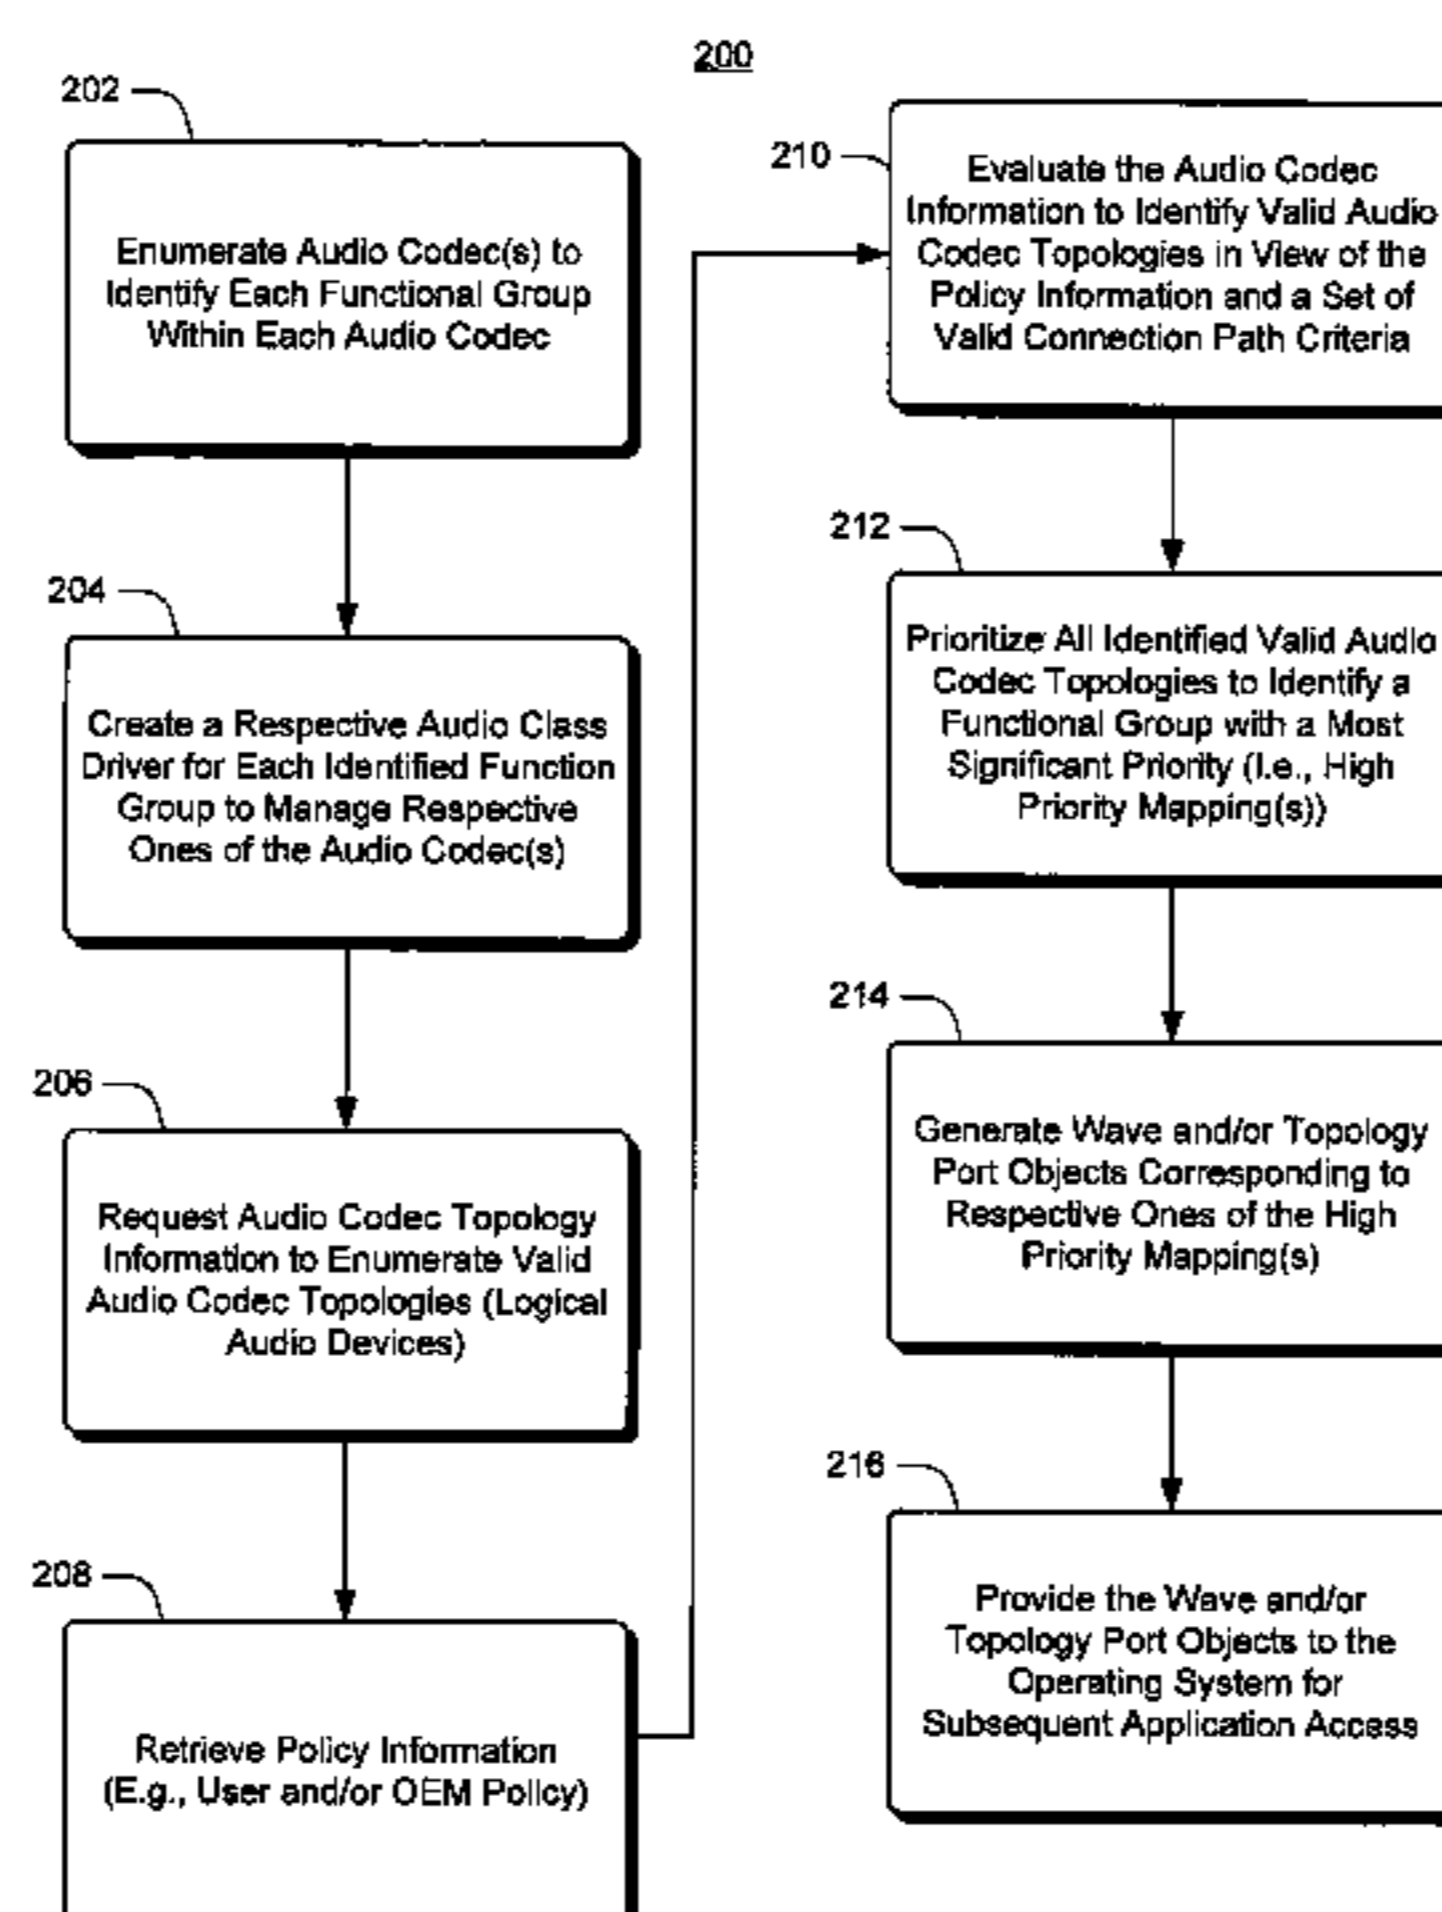 200
202
Enumerate Audio Codec(s) to
Identify Each Functional Group
Within Each Audio Codec
204
Create a Respective Audio Class
Driver for Each Identified Function
Group to Manage Respective
Ones of the Audio Codec(s)
206
Request Audio Codec Topology
Information to Enumerate Valid
Audio Codec Topologies (Logical
Audio Devices)
208
Retrieve Policy Information
(E.g., User and/or OEM Policy)
210
Evaluate the Audio Codec
Information to Identify Valid Audio
Codec Topologies in View of the
Policy Information and a Set of
Valid Connection Path Criteria
212
Prioritize All Identified Valid Audio
Codec Topologies to Identify a
Functional Group with a Most
Significant Priority (I.e., High
Priority Mapping(s))
214
Generate Wave and/or Topology
Port Objects Corresponding to
Respective Ones of the High
Priority Mapping(s)
216
Provide the Wave and/or
Topology Port Objects to the
Operating System for
Subsequent Application Access